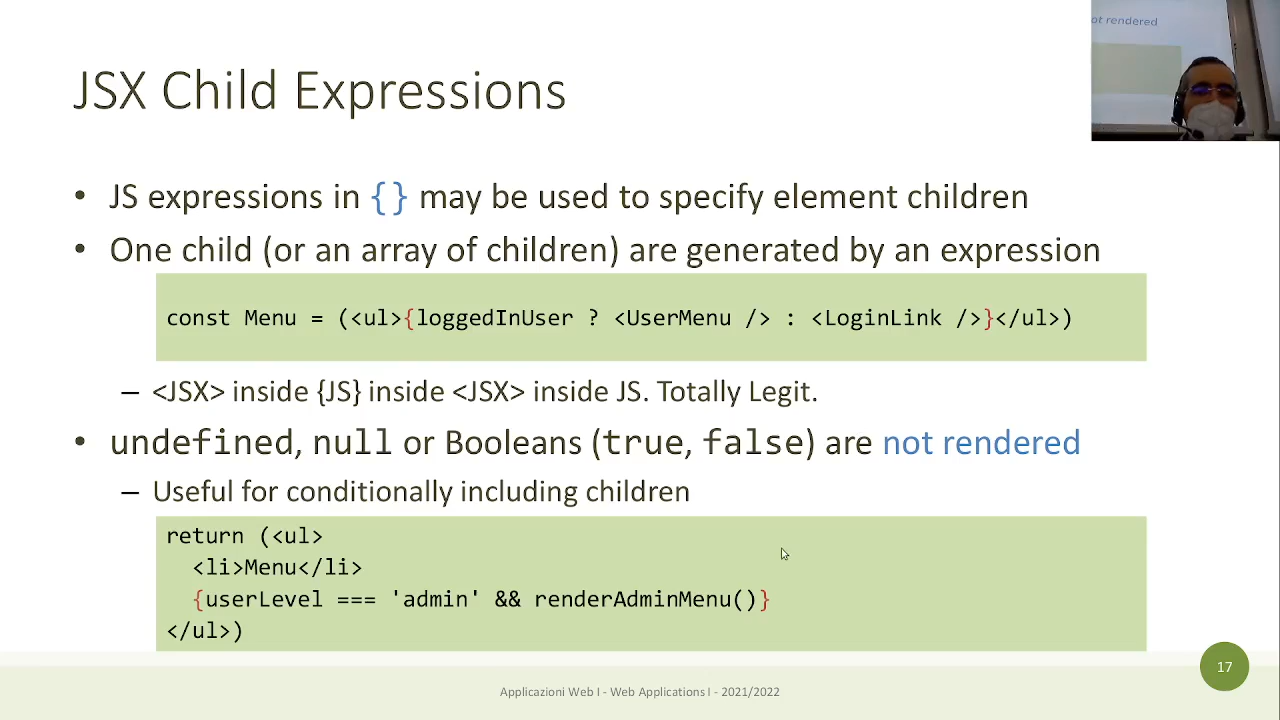 ot rendered
JSX Child Expressions
• JS expressions in {} may be used to specify element children
• One child (or an array of children) are generated by an expression
const Menu = (<ul>{loggedInUser ? <UserMenu /> : <LoginLink />}</ul>)
– <JSX> inside {JS} inside <JSX> inside JS. Totally Legit.
• undefined, null or Booleans (true, false) are not rendered
– Useful for conditionally including children
return (<ul>
<li>Menu</li>
{userLevel === 'admin' && renderAdminMenu()}
</ul>)
17
Applicazioni Web I - Web Applications I - 2021/2022